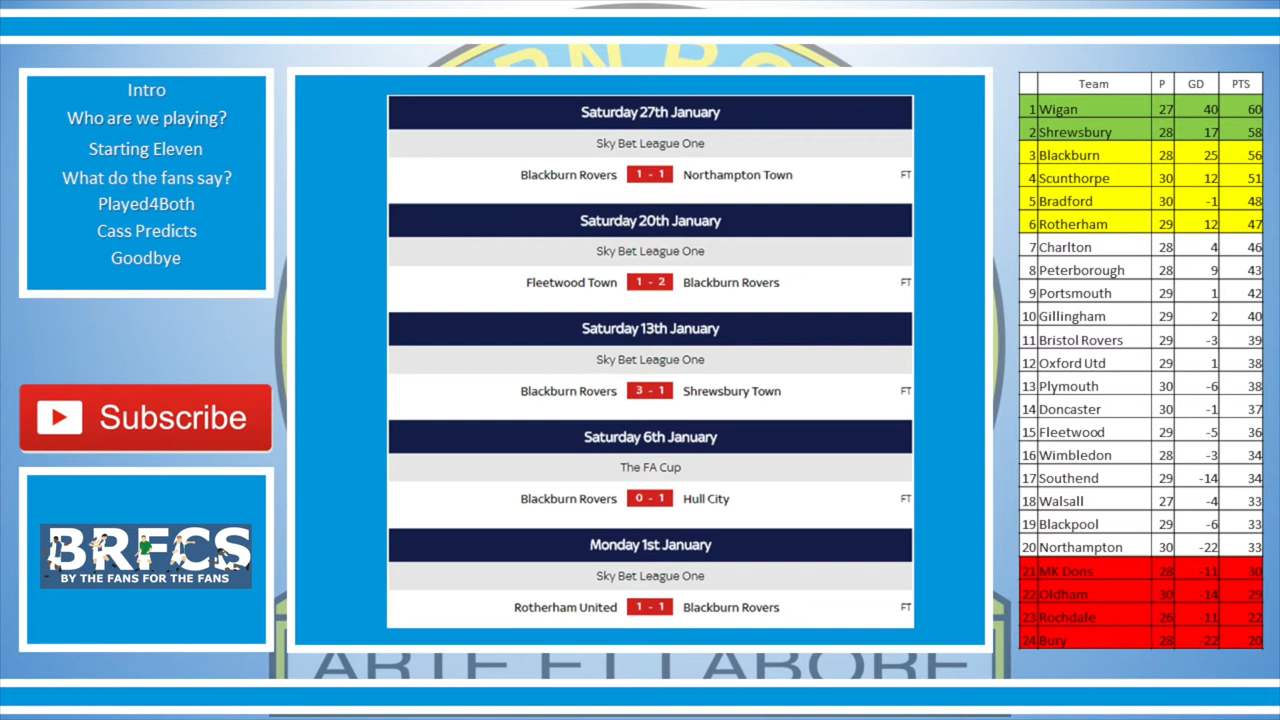 Intro
Who are we playing?
Starting Eleven
What do the fans say?
Played4Both
Cass Predicts
Goodbye
Subscribe
BRFCS
BY THE FANS FOR THE FANS
Saturday 27th January
Sky Bet League One
Blackburn Rovers 1 - 1 Northampton Town FT
Saturday 20th January
Sky Bet League One
Fleetwood Town 1 - 2 Blackburn Rovers FT
Saturday 13th January
Sky Bet League One
Blackburn Rovers 3 - 1 Shrewsbury Town FT
Saturday 6th January
The FA Cup
Blackburn Rovers 0 - 1 Hull City FT
Monday 1st January
Sky Bet League One
Rotherham United 1 - 1 Blackburn Rovers FT
ARTE ET LABORE
Team P GD PTS
1 Wigan 27 40 60
2 Shrewsbury 28 17 58
3 Blackburn 28 25 56
4 Scunthorpe 30 12 51
5 Bradford 30 -1 48
6 Rotherham 29 12 47
7 Charlton 28 4 46
8 Peterborough 28 9 43
9 Portsmouth 29 1 42
10 Gillingham 29 2 40
11 Bristol Rovers 29 -3 39
12 Oxford Utd 29 1 38
13 Plymouth 30 -6 38
14 Doncaster 30 -1 37
15 Fleetwood 29 -5 36
16 Wimbledon 28 -3 34
17 Southend 29 -14 34
18 Walsall 27 -4 33
19 Blackpool 29 -6 33
20 Northampton 30 -22 33
21 MK Dons 28 -11 30
22 Oldham 30 -14 29
23 Rochdale 26 -11 22
24 Bury 28 -22 20